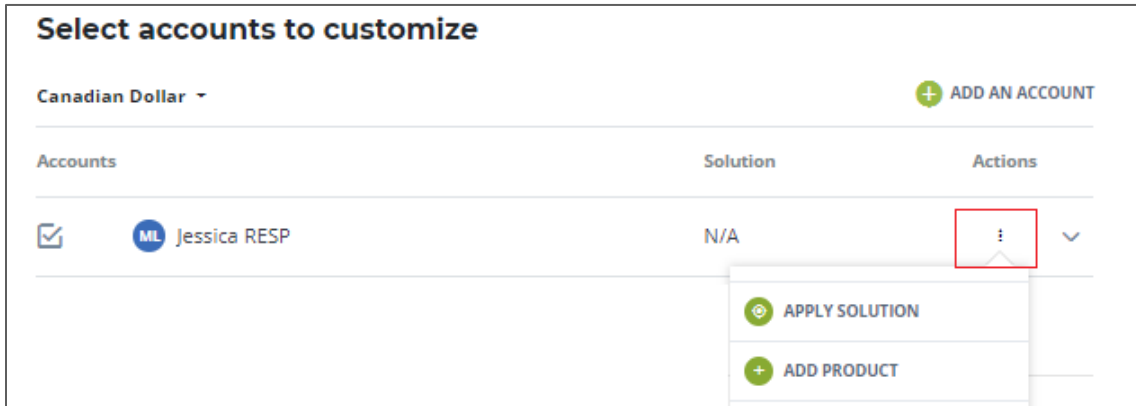 Select accounts to customize
Canadian Dollar
ADD AN ACCOUNT
Accounts Solution Actions
ML Jessica RESP N/A
APPLY SOLUTION
ADD PRODUCT